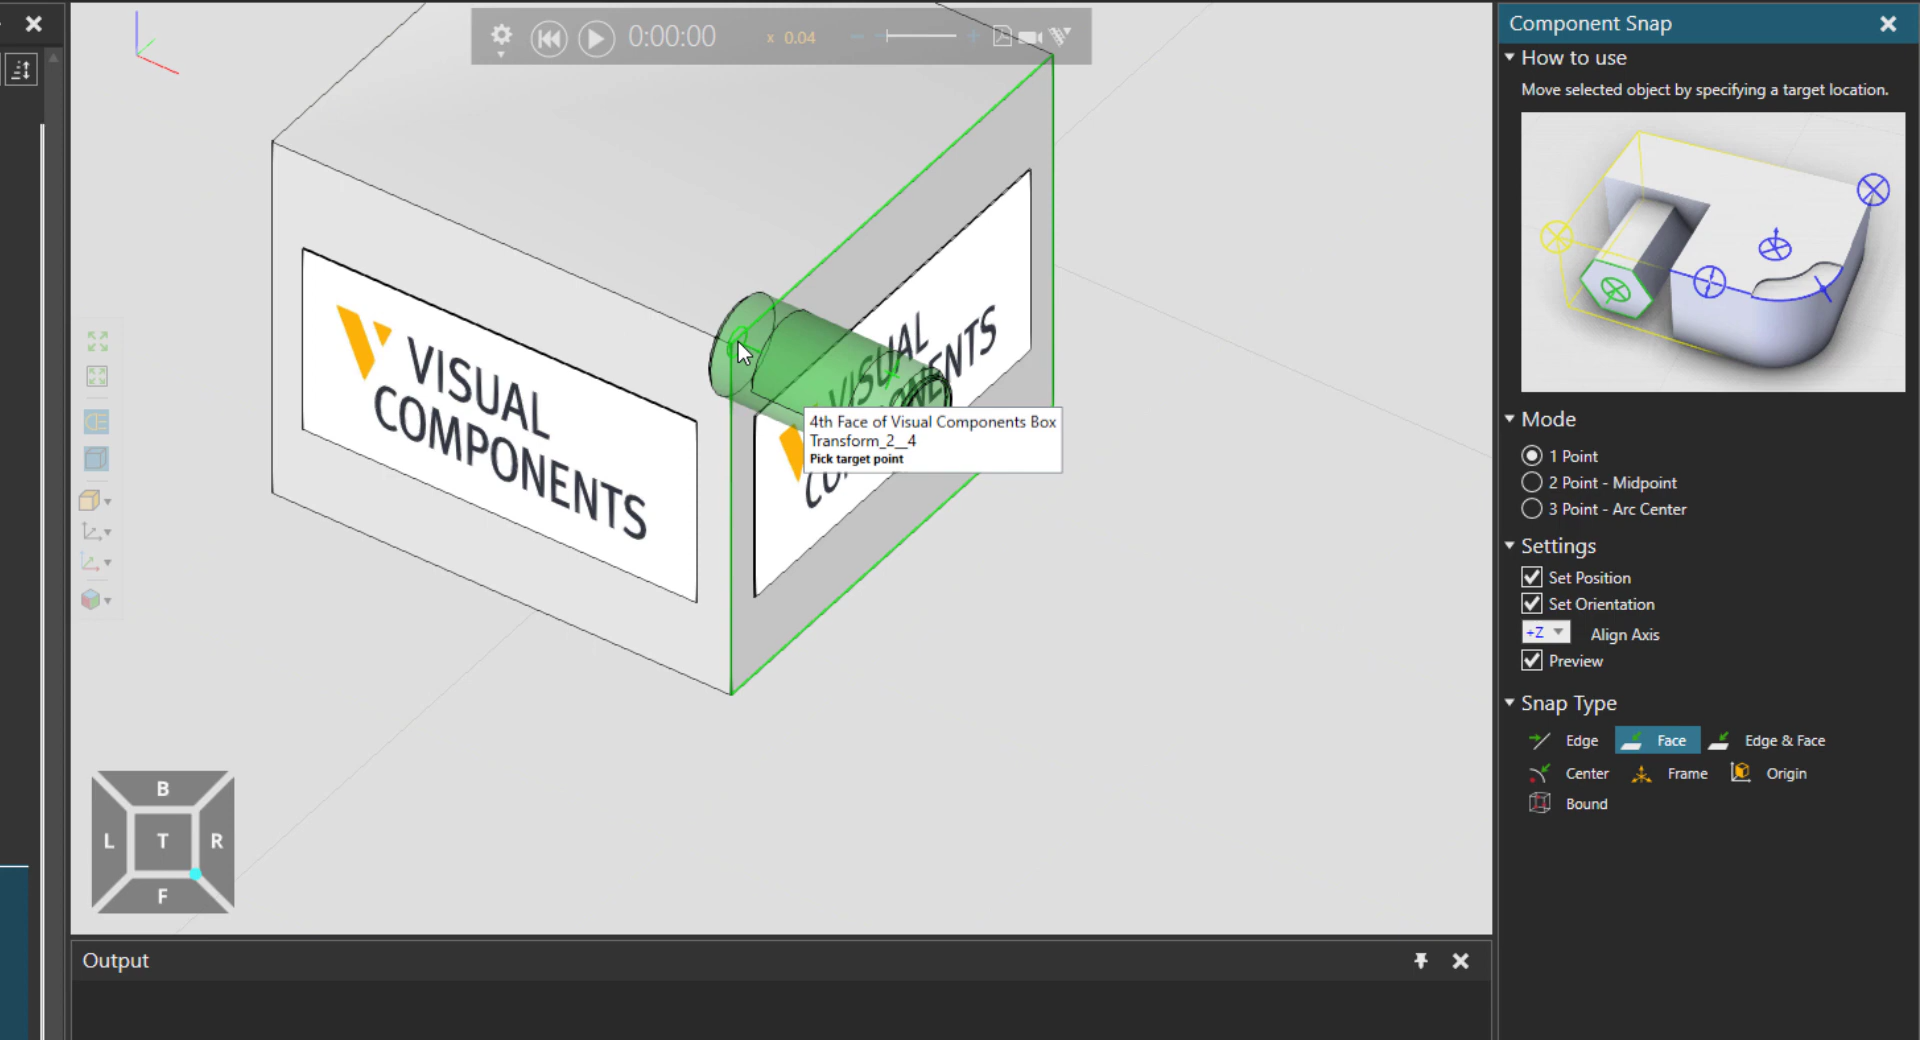 0:00:00
x 0.04
VISUAL
COMPONENTS
VISUAL
4th Face of Visual Components Box
Transform_2__4
Pick target point
B
L
T
R
F
Output
Component Snap
How to use
Move selected object by specifying a target location.
Mode
1 Point
2 Point - Midpoint
3 Point - Arc Center
Settings
Set Position
Set Orientation
+Z
Align Axis
Preview
Snap Type
Edge
Face
Edge & Face
Center
Frame
Origin
Bound